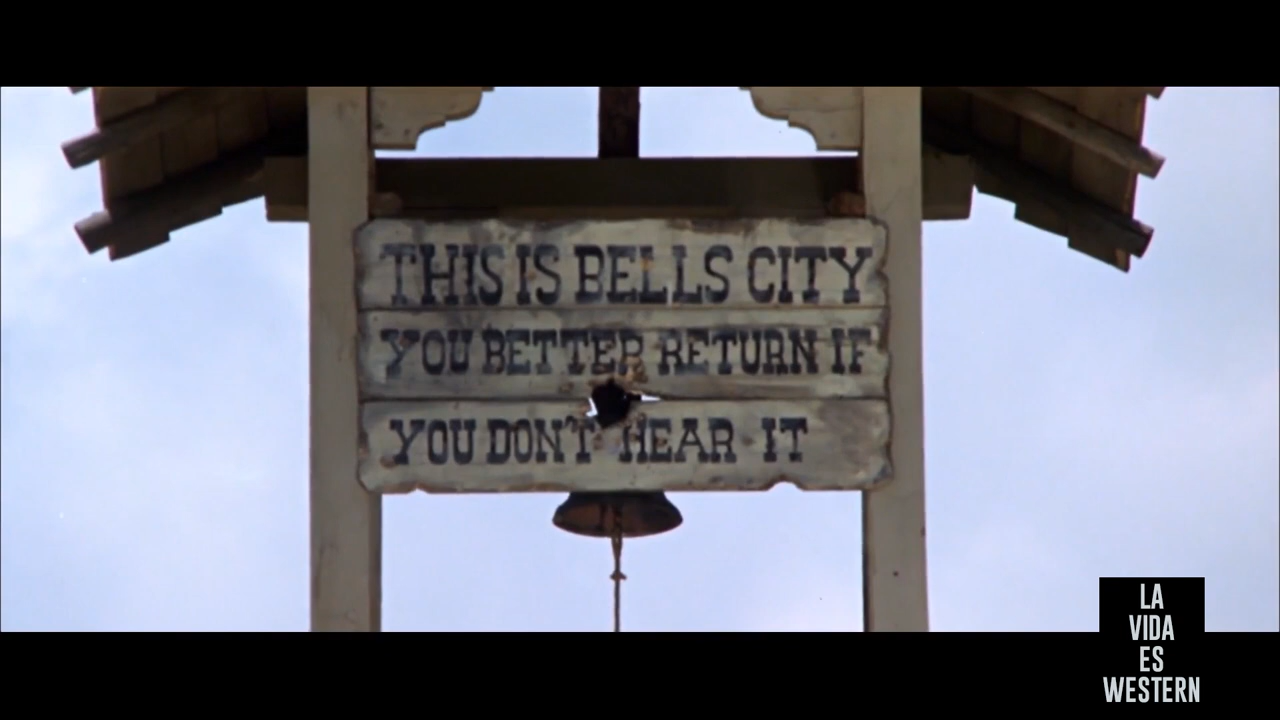 THIS IS BELLS CITY
YOU BETTER RETURN IF
YOU DON'T HEAR IT
LA
VIDA
ES
WESTERN